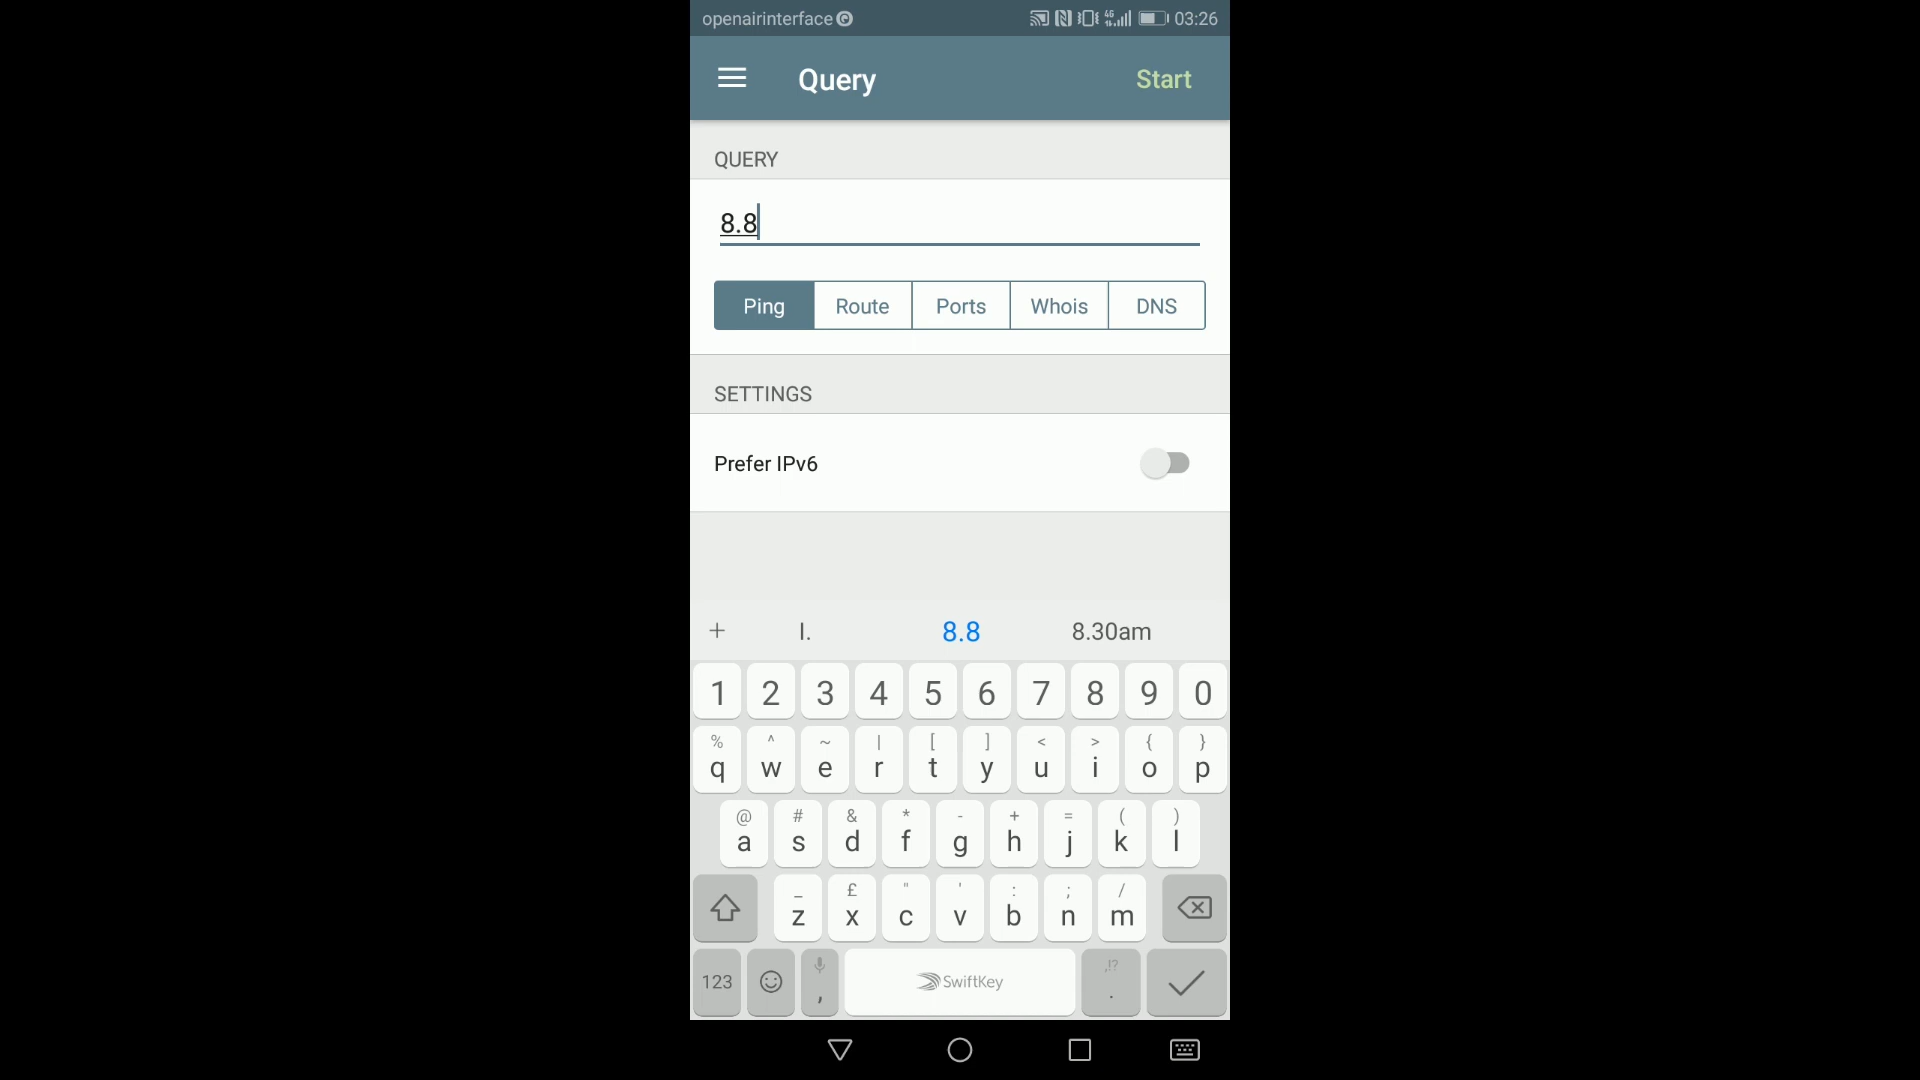 openairinterface 4G 03:26
Query Start
QUERY
8.8
Ping Route Ports Whois DNS
SETTINGS
Prefer IPv6
+ I. 8.8 8.30am
1 2 3 4 5 6 7 8 9 0
% ^ ~ | [ ] < > { }
q w e r t y u i o p
@ # & * - + = ( )
a s d f g h j k l
_ £ " ' : ; /
z x c v b n m
,!?
123 , SwiftKey .